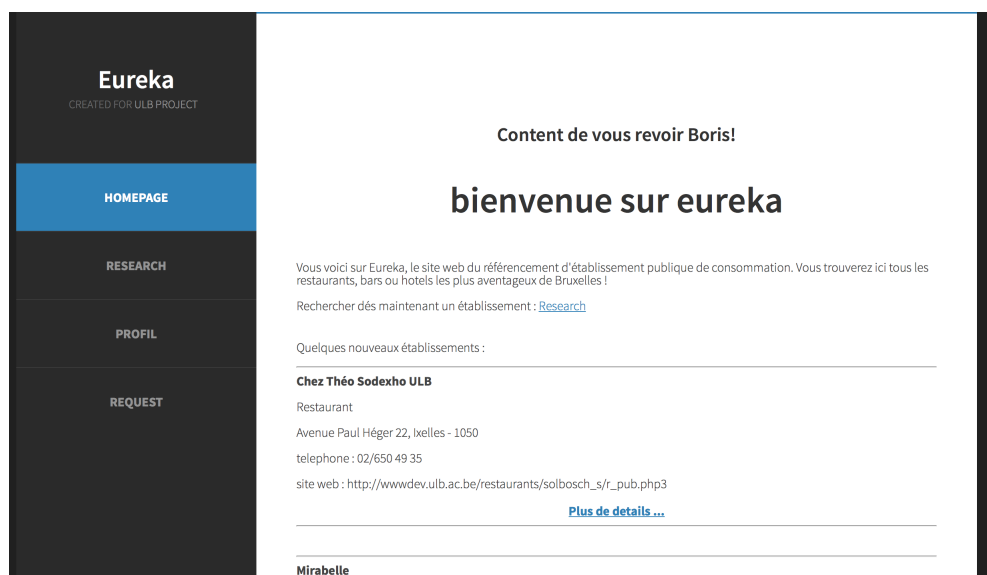 Eureka
CREATED FOR ULB PROJECT
HOMEPAGE
RESEARCH
PROFIL
REQUEST
Content de vous revoir Boris!
bienvenue sur eureka
Vous voici sur Eureka, le site web du référencement d'établissement publique de consommation. Vous trouverez ici tous les
restaurants, bars ou hotels les plus aventageux de Bruxelles !
Rechercher dés maintenant un établissement : Research
Quelques nouveaux établissements :
Chez Théo Sodexho ULB
Restaurant
Avenue Paul Héger 22, Ixelles - 1050
telephone : 02/650 49 35
site web : http://wwwdev.ulb.ac.be/restaurants/solbosch_s/r_pub.php3
Plus de details ...
Mirabelle